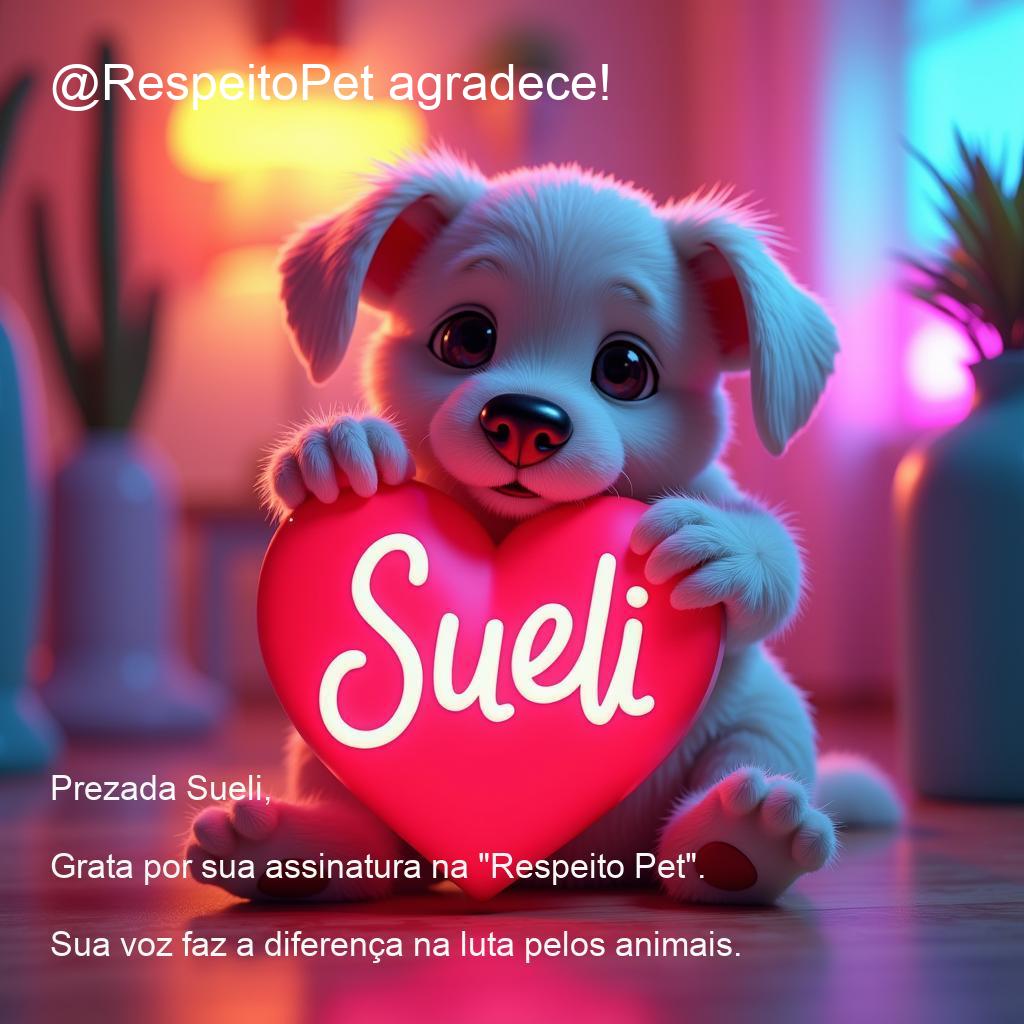 @RespeitoPet agradece!
Sueli
Prezada Sueli,
Grata por sua assinatura na "Respeito Pet".
Sua voz faz a diferença na luta pelos animais.